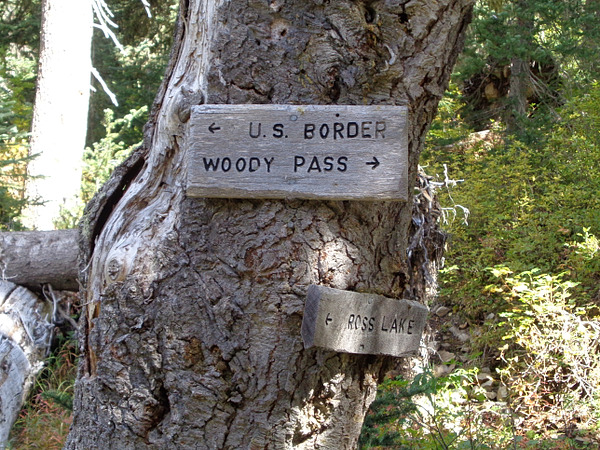 ← U.S. BORDER
WOODY PASS →
← ROSS LAKE